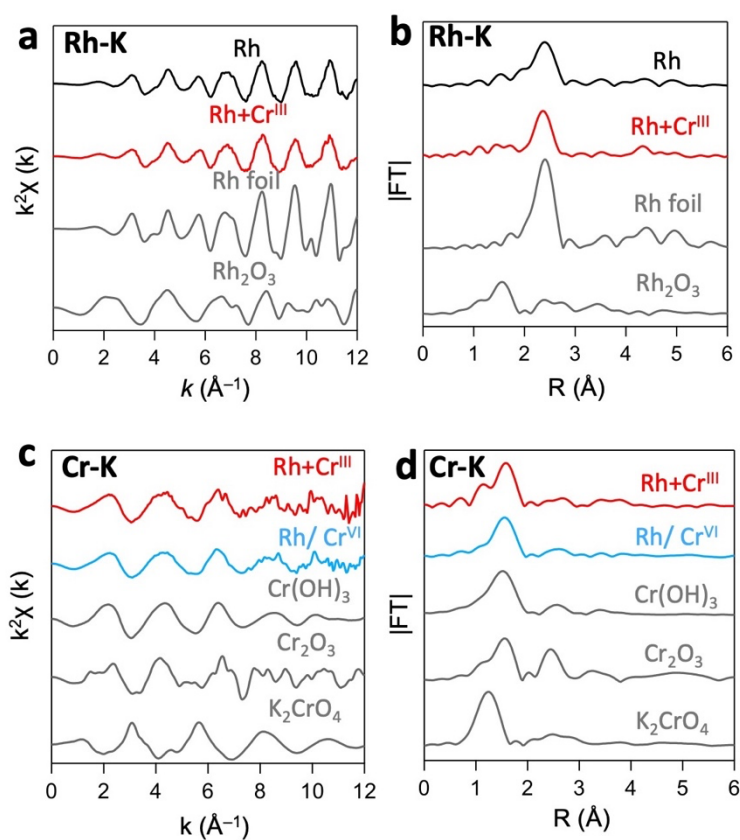 a
Rh-K
Rh
Rh+Crᴵᴵᴵ
Rh foil
Rh₂O₃
k²χ (k)
0 2 4 6 8 10 12
k (Å⁻¹)
b
Rh-K
Rh
Rh+Crᴵᴵᴵ
Rh foil
Rh₂O₃
|FT|
0 1 2 3 4 5 6
R (Å)
c
Cr-K
Rh+Crᴵᴵᴵ
Rh/ Crⱽᴵ
Cr(OH)₃
Cr₂O₃
K₂CrO₄
k²χ (k)
0 2 4 6 8 10 12
k (Å⁻¹)
d
Cr-K
Rh+Crᴵᴵᴵ
Rh/ Crⱽᴵ
Cr(OH)₃
Cr₂O₃
K₂CrO₄
|FT|
0 1 2 3 4 5 6
R (Å)